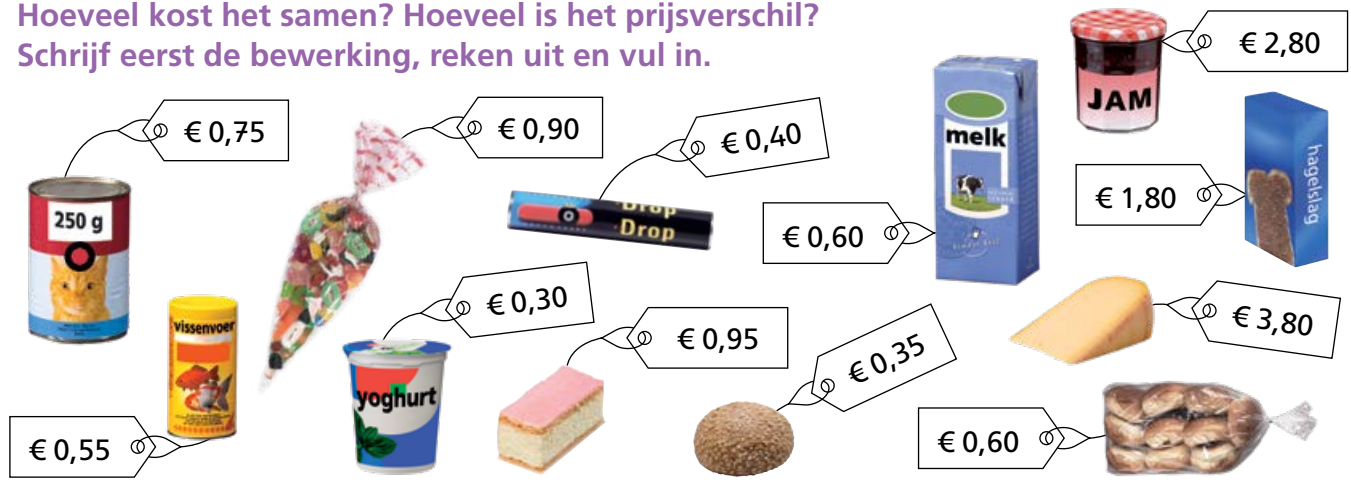 Hoeveel kost het samen? Hoeveel is het prijsverschil?
Schrijf eerst de bewerking, reken uit en vul in.
€ 2,80
JAM
€ 0,75
€ 0,90
€ 0,40
melk
hagelslag
250 g
Drop
Drop
€ 1,80
€ 0,60
€ 0,30
vissenvoer
€ 0,95
€ 0,35
€ 3,80
yoghurt
€ 0,55
€ 0,60